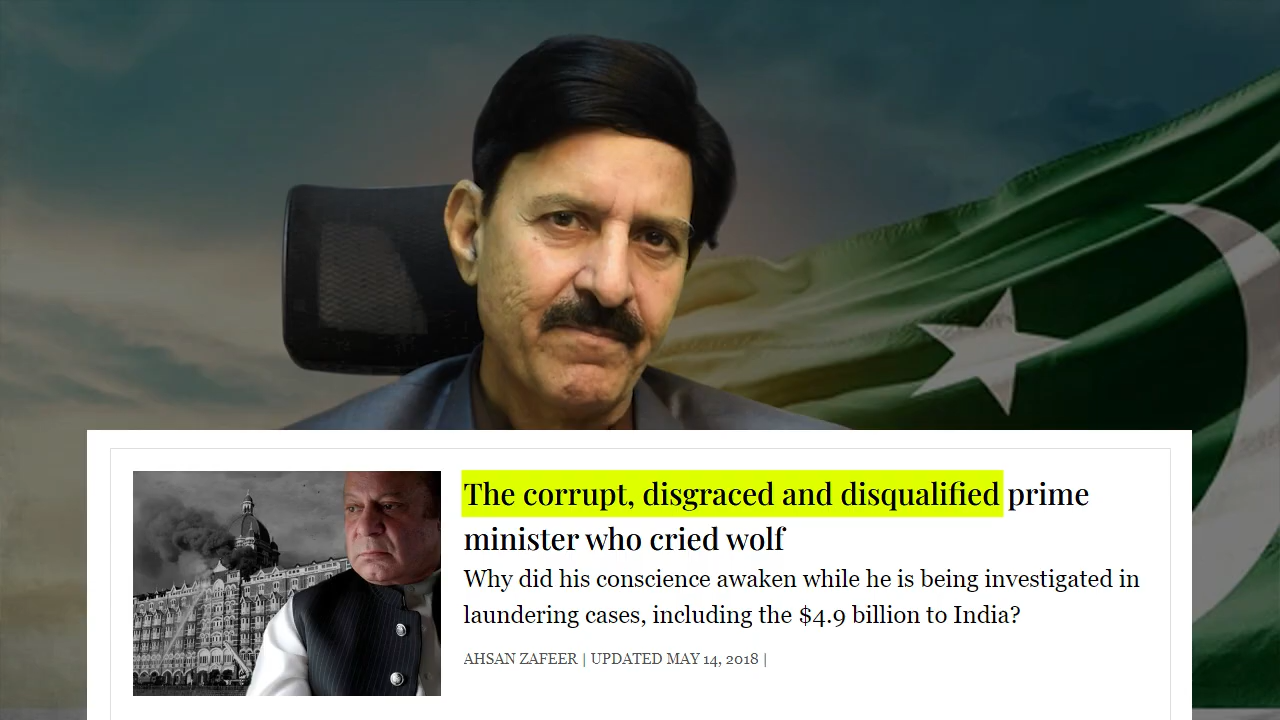 The corrupt, disgraced and disqualified prime
minister who cried wolf
Why did his conscience awaken while he is being investigated in
laundering cases, including the $4.9 billion to India?
AHSAN ZAFEER | UPDATED MAY 14, 2018 |